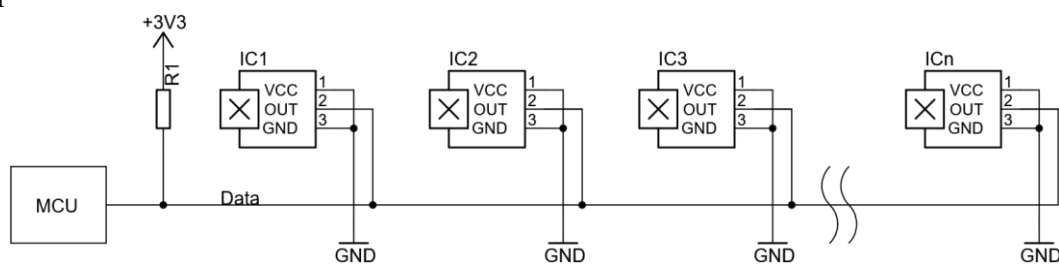 +3V3
R1
IC1
VCC 1
OUT 2
GND 3
IC2
VCC 1
OUT 2
GND 3
IC3
VCC 1
OUT 2
GND 3
ICn
VCC 1
OUT 2
GND 3
MCU
Data
GND
GND
GND
GND